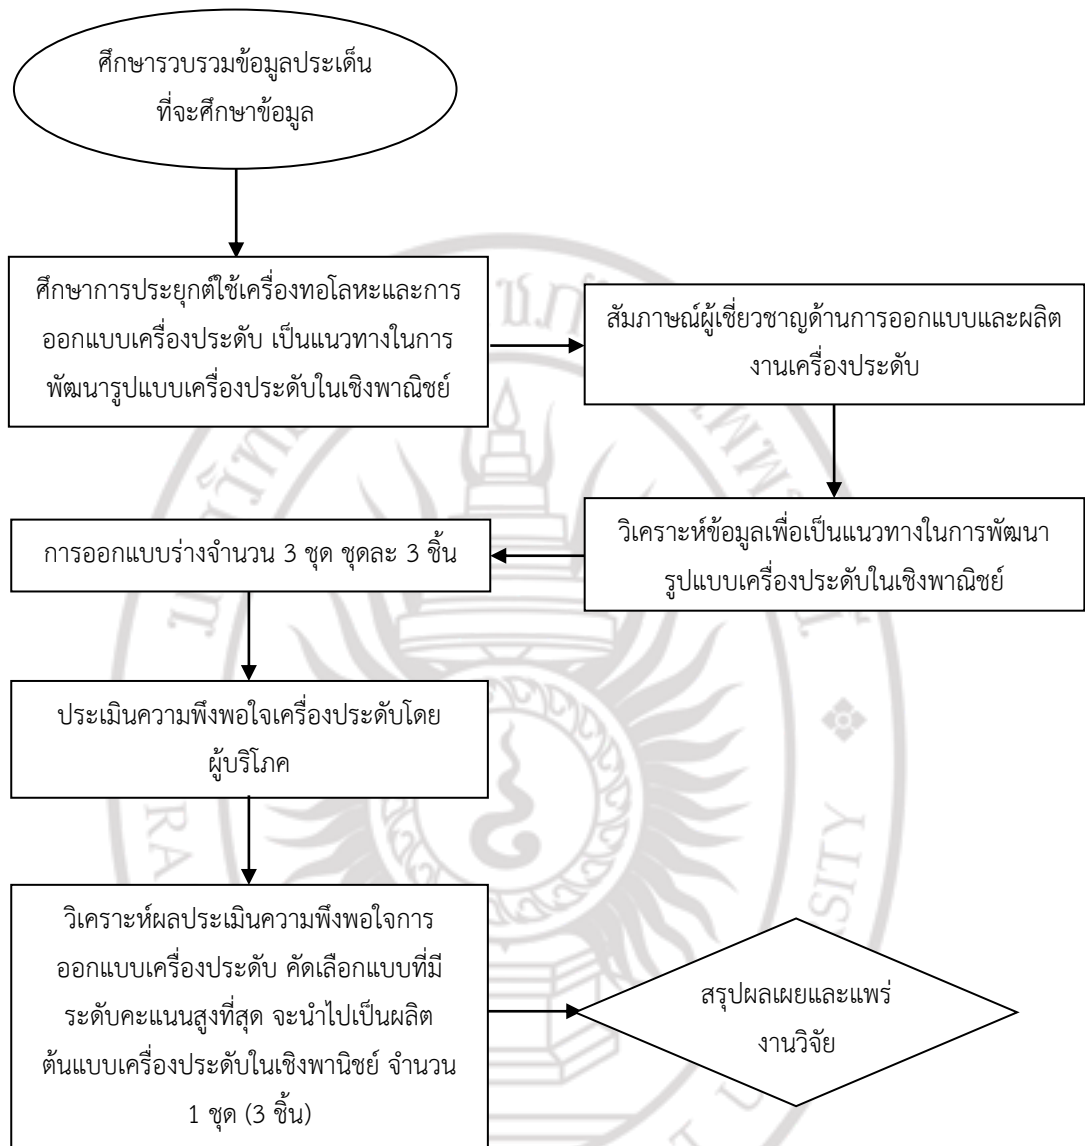 ศึกษารวบรวมข้อมูลประเด็น
ที่จะศึกษาข้อมูล
ศึกษาการประยุกต์ใช้เครื่องทอโลหะและการ
ออกแบบเครื่องประดับ เป็นแนวทางในการ
พัฒนารูปแบบเครื่องประดับในเชิงพาณิชย์
สัมภาษณ์ผู้เชี่ยวชาญด้านการออกแบบและผลิต
งานเครื่องประดับ
วิเคราะห์ข้อมูลเพื่อเป็นแนวทางในการพัฒนา
รูปแบบเครื่องประดับในเชิงพาณิชย์
การออกแบบร่างจำนวน 3 ชุด ชุดละ 3 ชิ้น
ประเมินความพึงพอใจเครื่องประดับโดย
ผู้บริโภค
วิเคราะห์ผลประเมินความพึงพอใจการ
ออกแบบเครื่องประดับ คัดเลือกแบบที่มี
ระดับคะแนนสูงที่สุด จะนำไปเป็นผลิต
ต้นแบบเครื่องประดับในเชิงพานิชย์ จำนวน
1 ชุด (3 ชิ้น)
สรุปผลเผยและแพร่
งานวิจัย